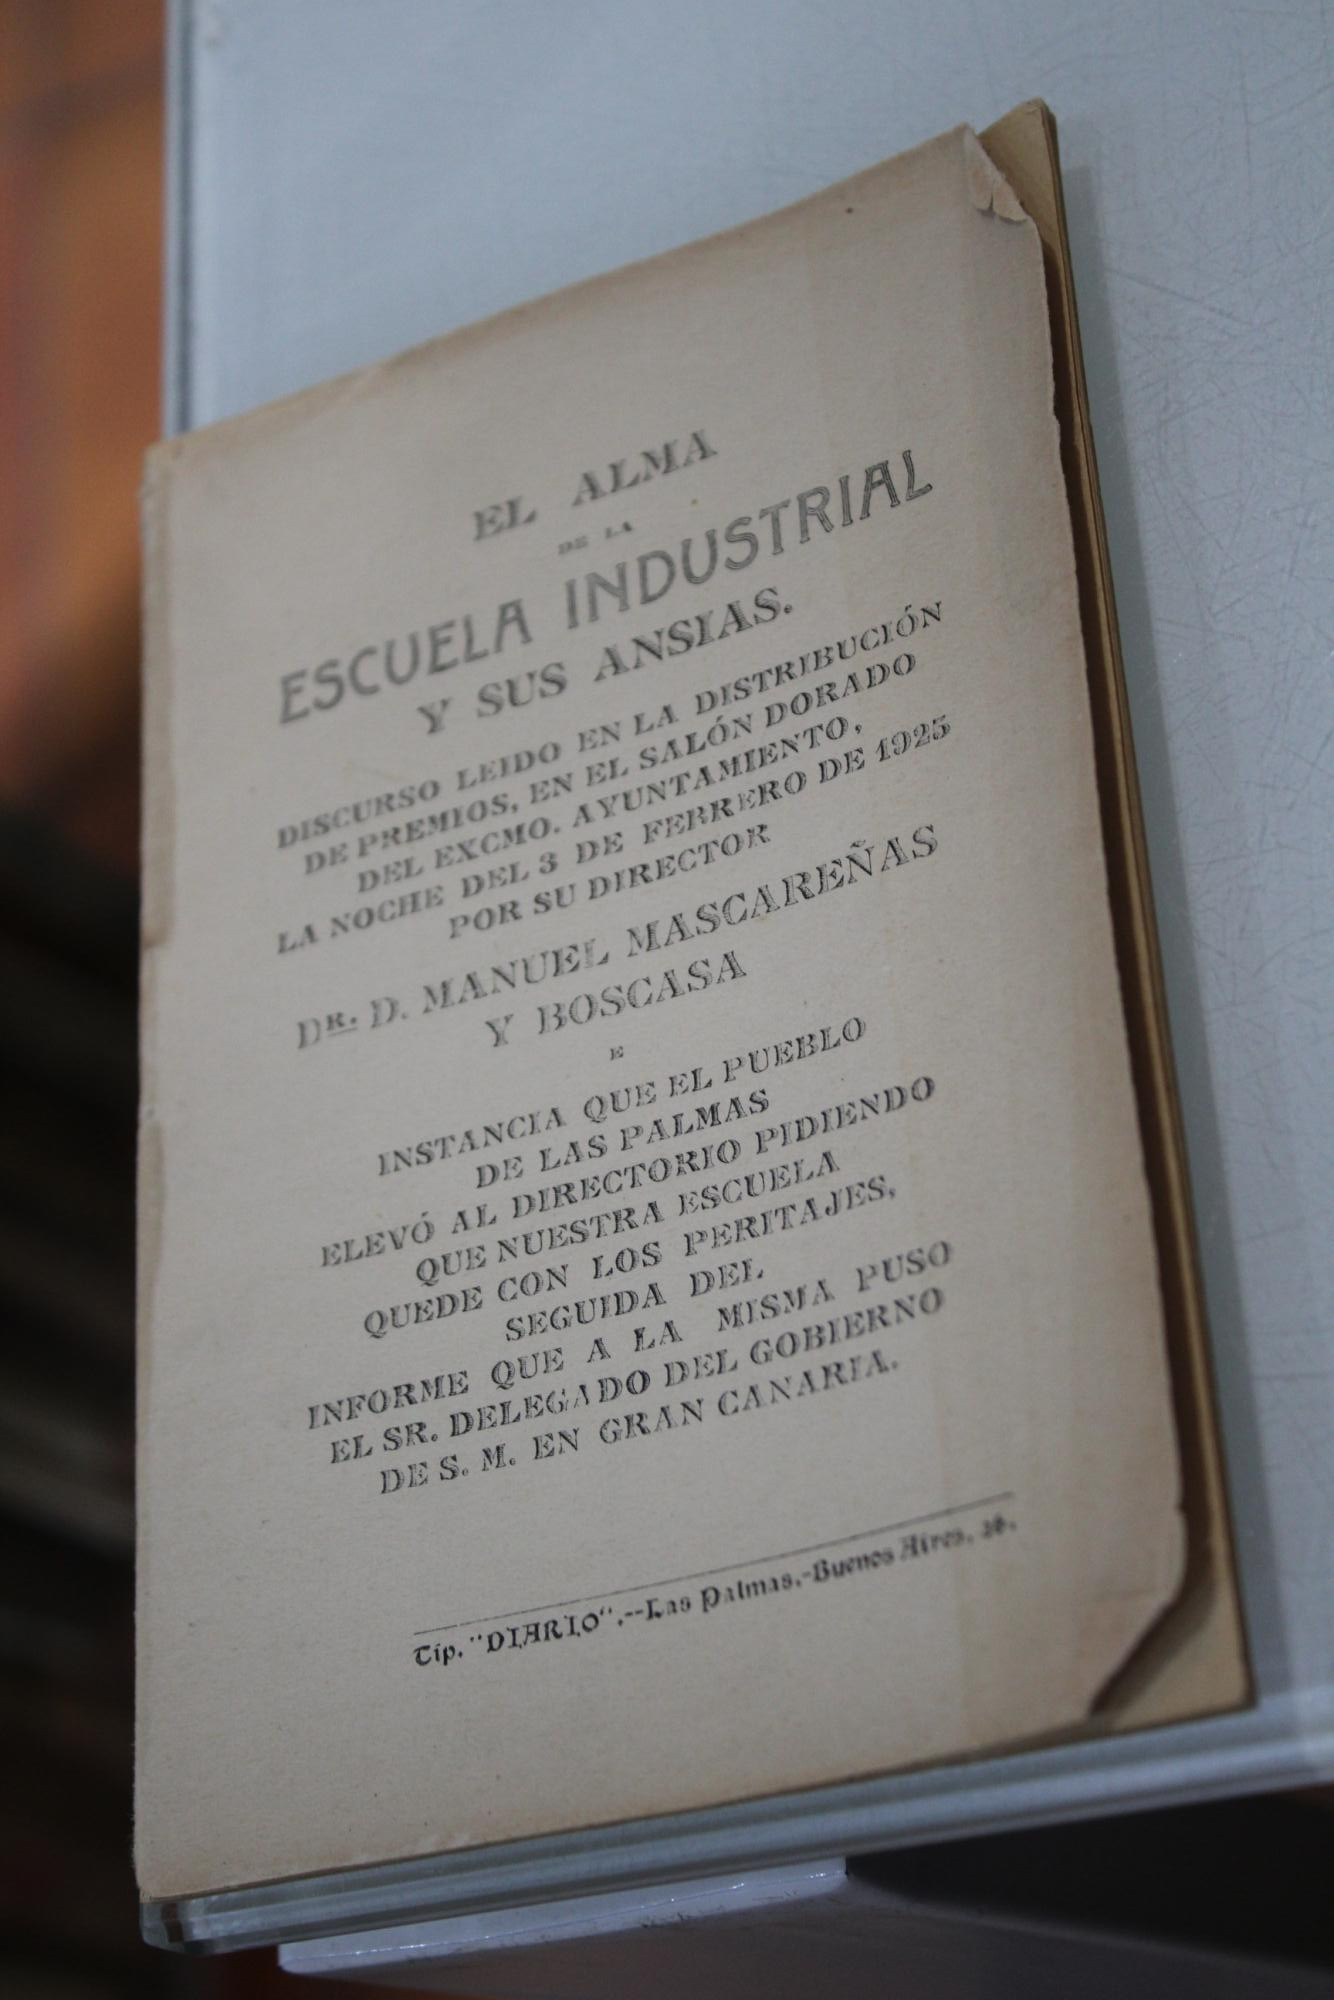 EL ALMA
DE LA
ESCUELA INDUSTRIAL
Y SUS ANSIAS.
DISCURSO LEIDO EN LA DISTRIBUCIÓN
DE PREMIOS, EN EL SALÓN DORADO
DEL EXCMO. AYUNTAMIENTO,
LA NOCHE DEL 3 DE FERRERO DE 1925
POR SU DIRECTOR
DR. D. MANUEL MASCAREÑAS
Y BOSCASA
E
INSTANCIA QUE EL PUEBLO
DE LAS PALMAS
ELEVÓ AL DIRECTORIO PIDIENDO
QUE NUESTRA ESCUELA
QUEDE CON LOS PERITAJES,
SEGUIDA DEL
INFORME QUE A LA MISMA PUSO
EL SR. DELEGADO DEL GOBIERNO
DE S. M. EN GRAN CANARIA.
Tip. "DIARIO".--Las Palmas.-Buenos Aires,